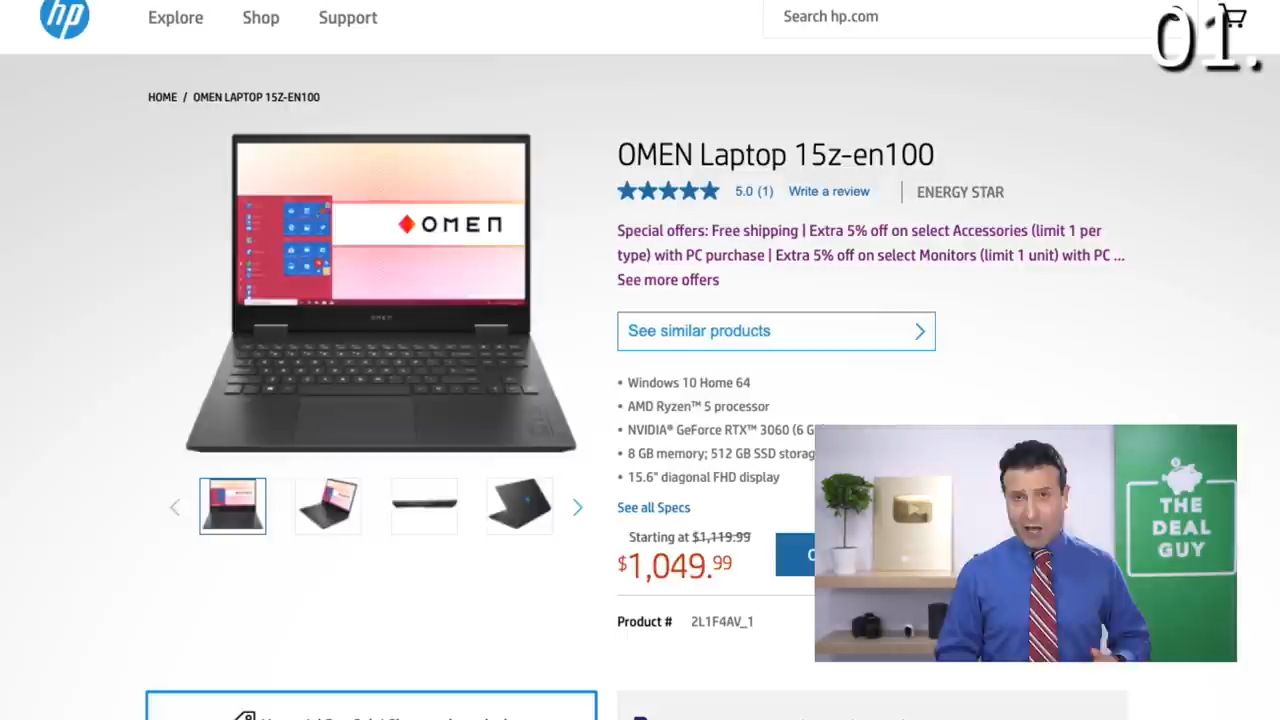 hp
Explore
Shop
Support
Search hp.com
01.
HOME / OMEN LAPTOP 15Z-EN100
OMEN
OMEN
OMEN Laptop 15z-en100
5.0 (1) Write a review
ENERGY STAR
Special offers: Free shipping | Extra 5% off on select Accessories (limit 1 per
type) with PC purchase | Extra 5% off on select Monitors (limit 1 unit) with PC ...
See more offers
See similar products
• Windows 10 Home 64
• AMD Ryzen™ 5 processor
• NVIDIA® GeForce RTX™ 3060 (6 G
• 8 GB memory; 512 GB SSD storag
• 15.6" diagonal FHD display
See all Specs
Starting at $1,119.99
$1,049.99
Product # 2L1F4AV_1
THE
DEAL
GUY